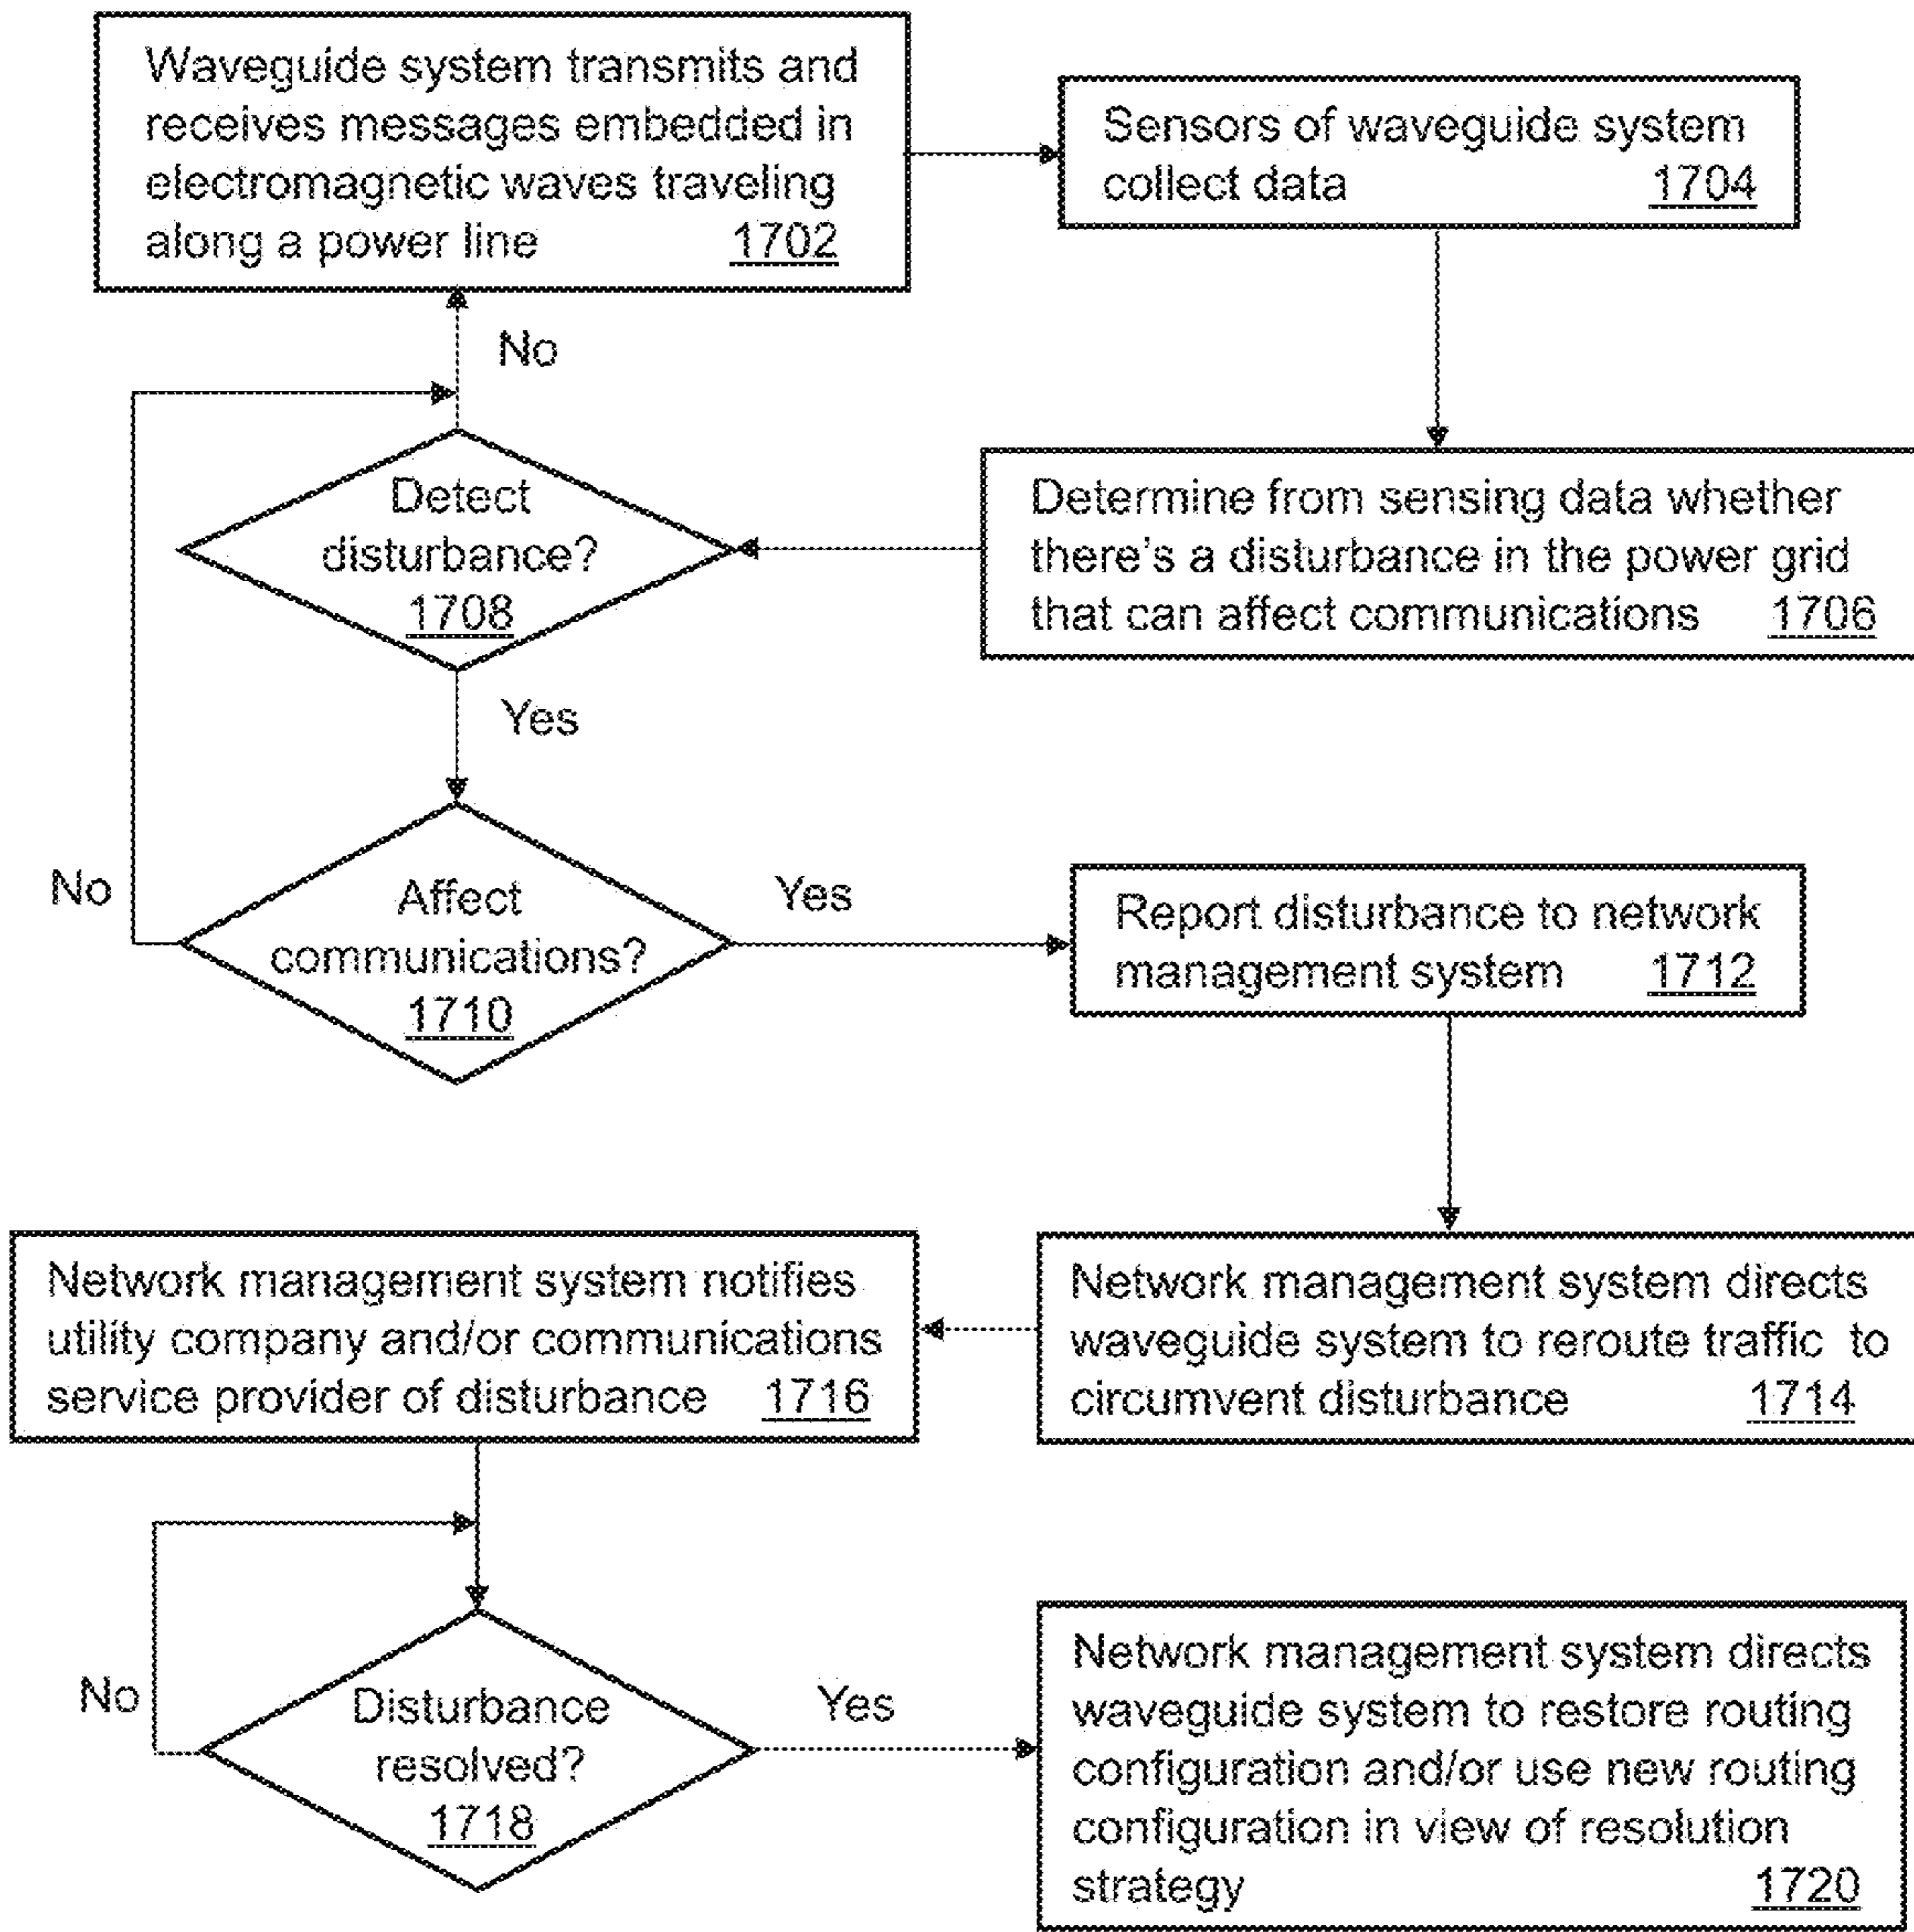 Waveguide system transmits and
receives messages embedded in
electromagnetic waves traveling
along a power line 1702
Sensors of waveguide system
collect data 1704
No
Detect
disturbance?
1708
Determine from sensing data whether
there's a disturbance in the power grid
that can affect communications 1706
Yes
No
Affect
communications?
1710
Yes
Report disturbance to network
management system 1712
Network management system notifies
utility company and/or communications
service provider of disturbance 1716
Network management system directs
waveguide system to reroute traffic to
circumvent disturbance 1714
No
Disturbance
resolved?
1718
Yes
Network management system directs
waveguide system to restore routing
configuration and/or use new routing
configuration in view of resolution
strategy 1720